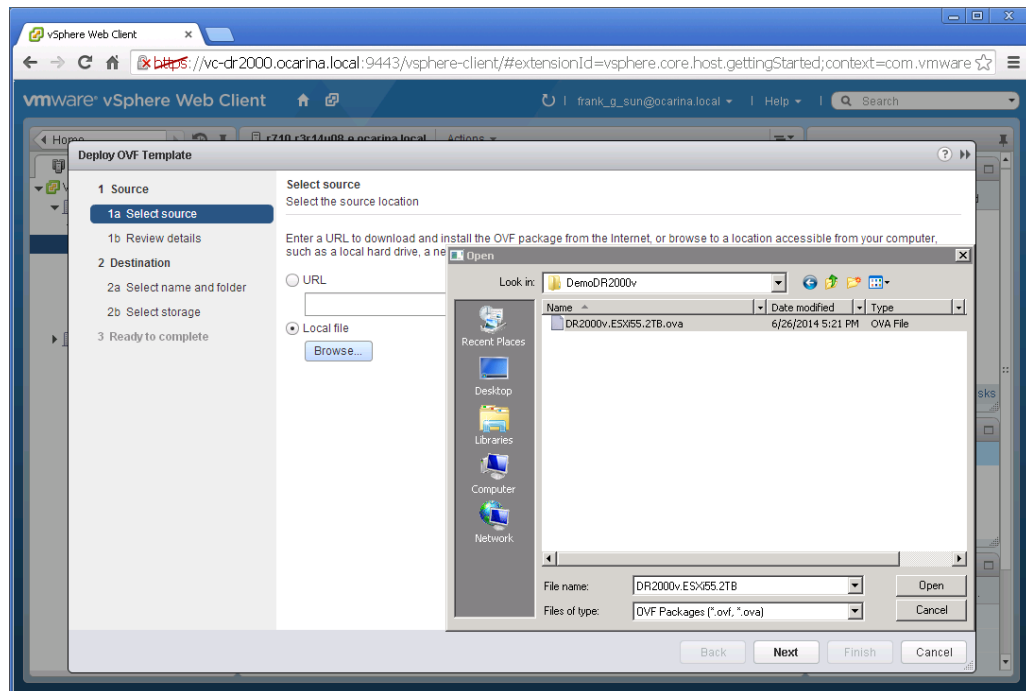 vSphere Web Client
https://vc-dr2000.ocarina.local:9443/vsphere-client/#extensionId=vsphere.core.host.gettingStarted;context=com.vmware
vmware® vSphere Web Client
frank_g_sun@ocarina.local
Help
Search
Home
r710-r3r14u08-e.ocarina.local
Actions
Deploy OVF Template
1 Source
1a Select source
1b Review details
2 Destination
2a Select name and folder
2b Select storage
3 Ready to complete
Select source
Select the source location
Enter a URL to download and install the OVF package from the Internet, or browse to a location accessible from your computer,
such as a local hard drive, a ne
URL
Local file
Browse...
Open
Look in: DemoDR2000v
Name Date modified Type
DR2000v.ESXi55.2TB.ova 6/26/2014 5:21 PM OVA File
Recent Places
Desktop
Libraries
Computer
Network
File name: DR2000v.ESXi55.2TB Open
Files of type: OVF Packages (*.ovf, *.ova) Cancel
sks
Back Next Finish Cancel